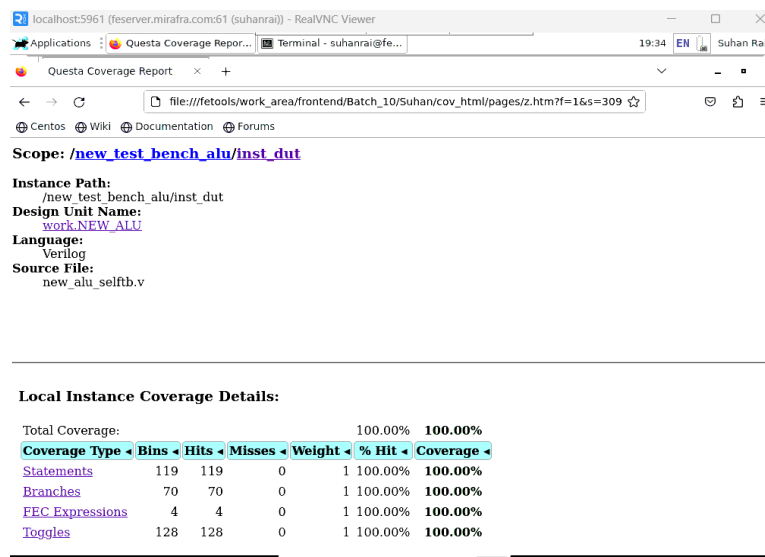 localhost:5961 (feserver.mirafra.com:61 (suhanrai)) - RealVNC Viewer
Applications Questa Coverage Repor... Terminal - suhanrai@fe... 19:34 EN Suhan Ra
Questa Coverage Report × +
file:///fetools/work_area/frontend/Batch_10/Suhan/cov_html/pages/z.htm?f=1&s=309
Centos Wiki Documentation Forums
Scope: /new_test_bench_alu/inst_dut
Instance Path:
/new_test_bench_alu/inst_dut
Design Unit Name:
work.NEW_ALU
Language:
Verilog
Source File:
new_alu_selftb.v
Local Instance Coverage Details:
Total Coverage: 100.00% 100.00%
Coverage Type ◂ Bins ◂ Hits ◂ Misses ◂ Weight ◂ % Hit ◂ Coverage ◂
Statements 119 119 0 1 100.00% 100.00%
Branches 70 70 0 1 100.00% 100.00%
FEC Expressions 4 4 0 1 100.00% 100.00%
Toggles 128 128 0 1 100.00% 100.00%